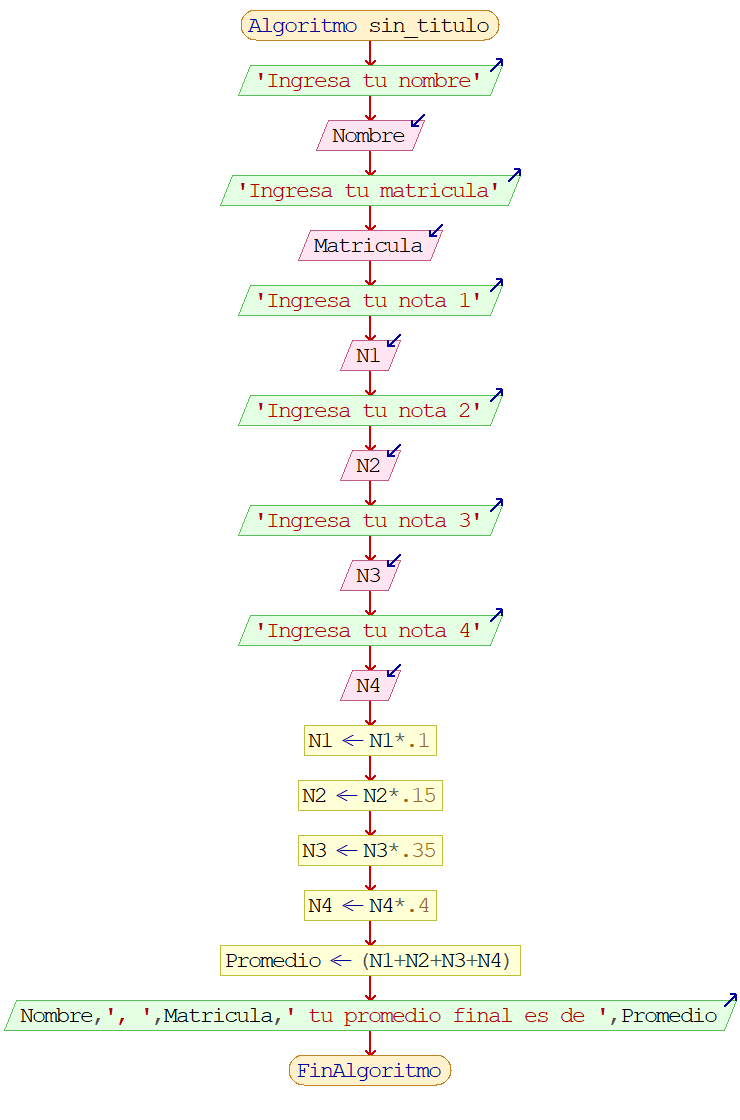 Algoritmo sin_titulo
'Ingresa tu nombre'
Nombre
'Ingresa tu matricula'
Matricula
'Ingresa tu nota 1'
N1
'Ingresa tu nota 2'
N2
'Ingresa tu nota 3'
N3
'Ingresa tu nota 4'
N4
N1 ← N1*.1
N2 ← N2*.15
N3 ← N3*.35
N4 ← N4*.4
Promedio ← (N1+N2+N3+N4)
Nombre,', ',Matricula,' tu promedio final es de ',Promedio
FinAlgoritmo